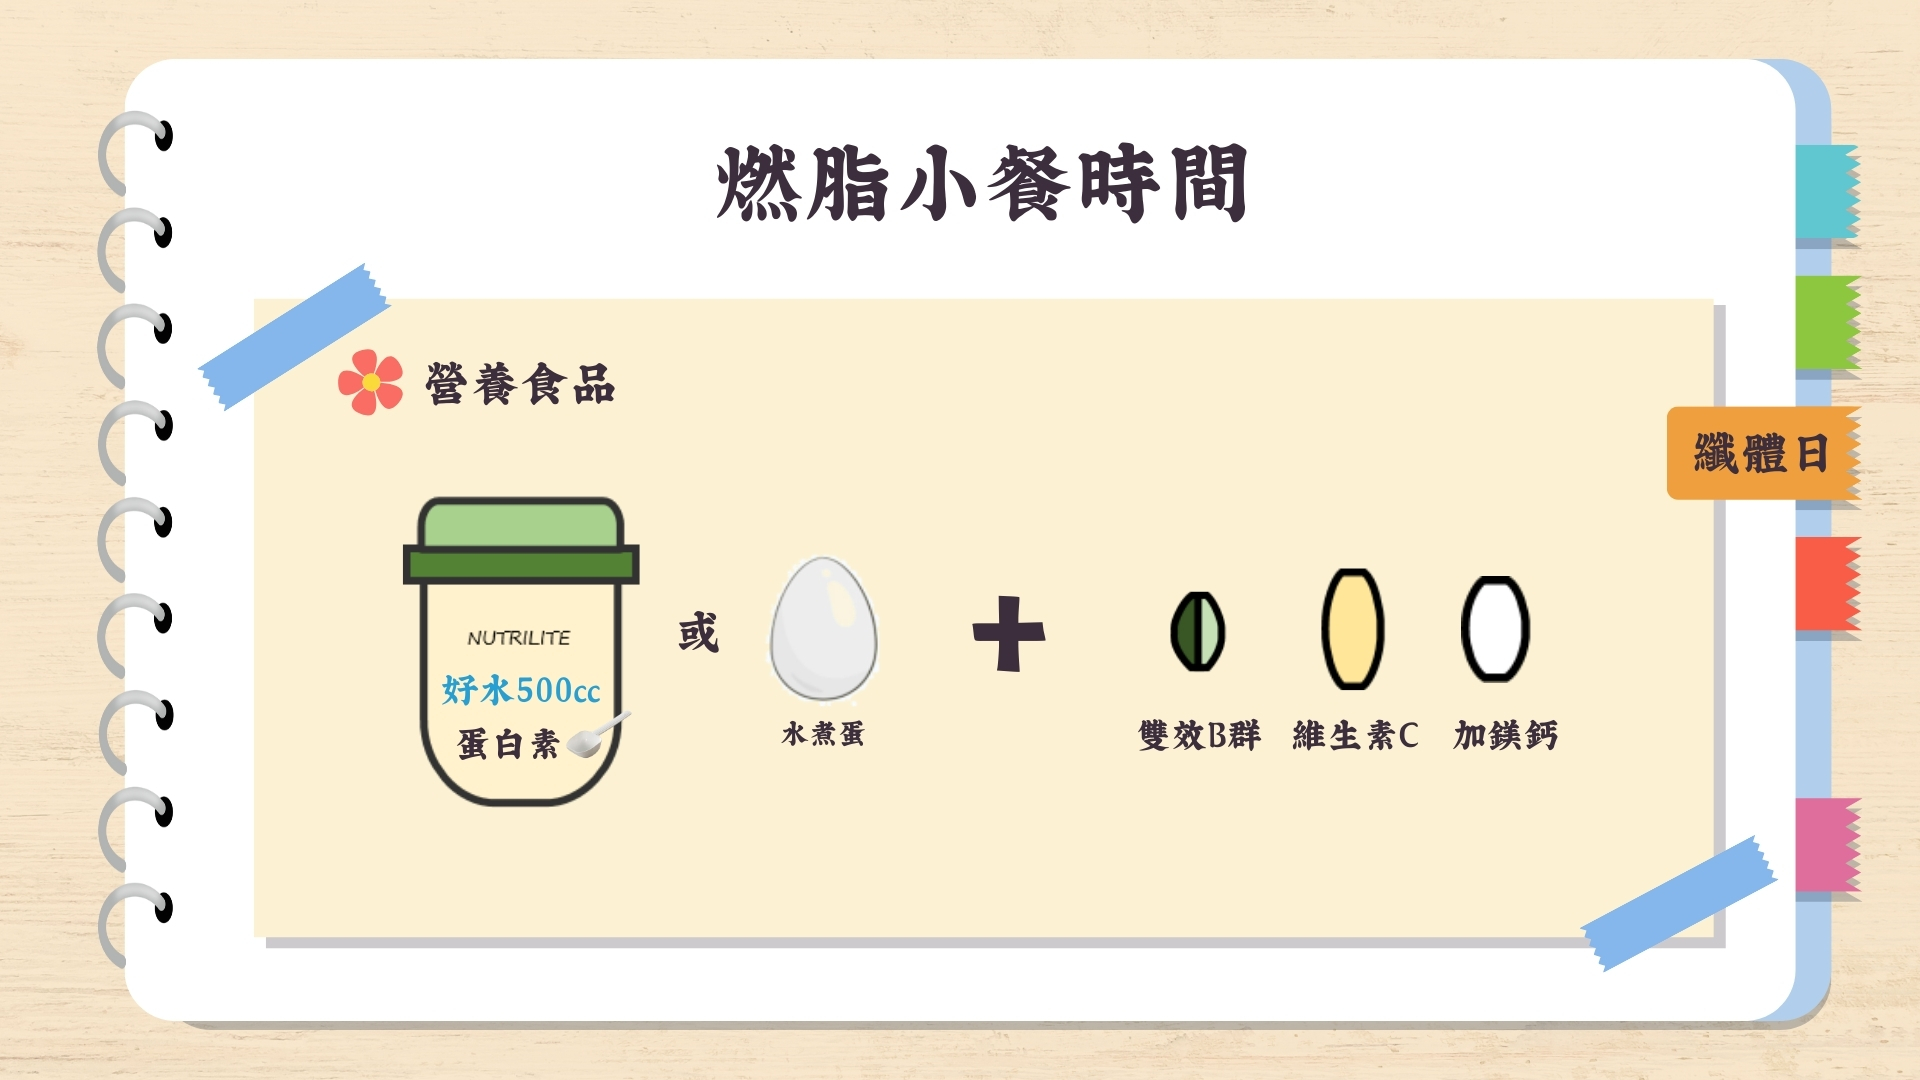 燃脂小餐時間
營養食品
纖體日
NUTRILITE
好水500cc
蛋白素
或
水煮蛋
+
雙效B群 維生素C 加鎂鈣